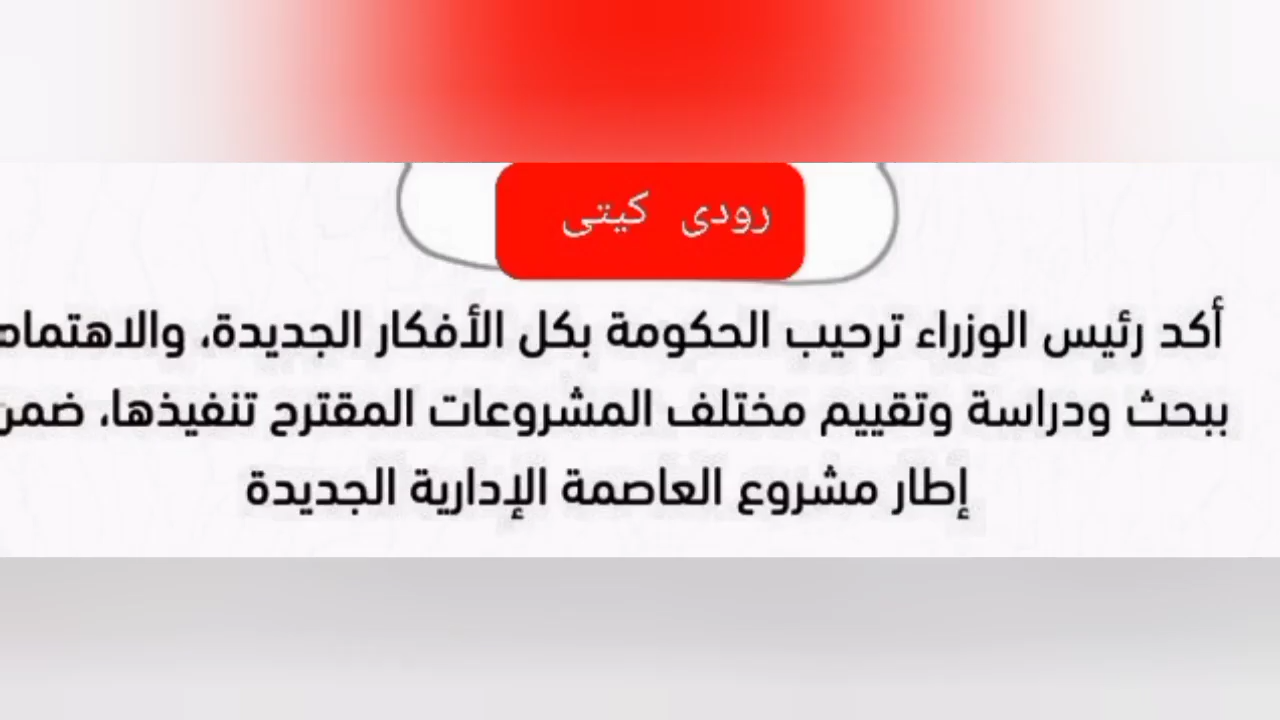 رودى كيتى
أكد رئيس الوزراء ترحيب الحكومة بكل الأفكار الجديدة، والاهتمام
ببحث ودراسة وتقييم مختلف المشروعات المقترح تنفيذها، ضمن
إطار مشروع العاصمة الإدارية الجديدة